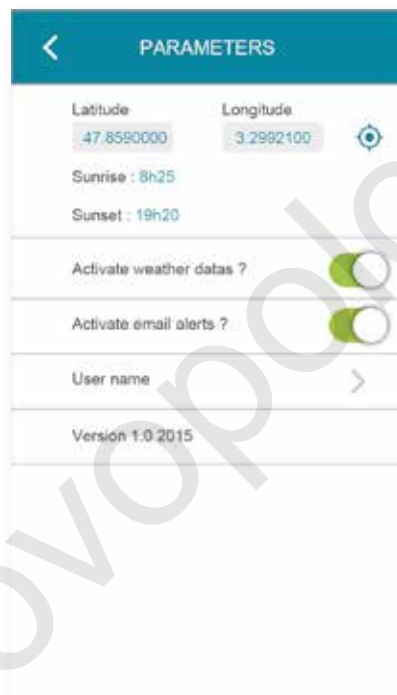 PARAMETERS
Latitude Longitude
47.8590000 3.2992100
Sunrise : 8h25
Sunset : 19h20
Activate weather datas ?
Activate email alerts ?
User name
Version 1.0 2015